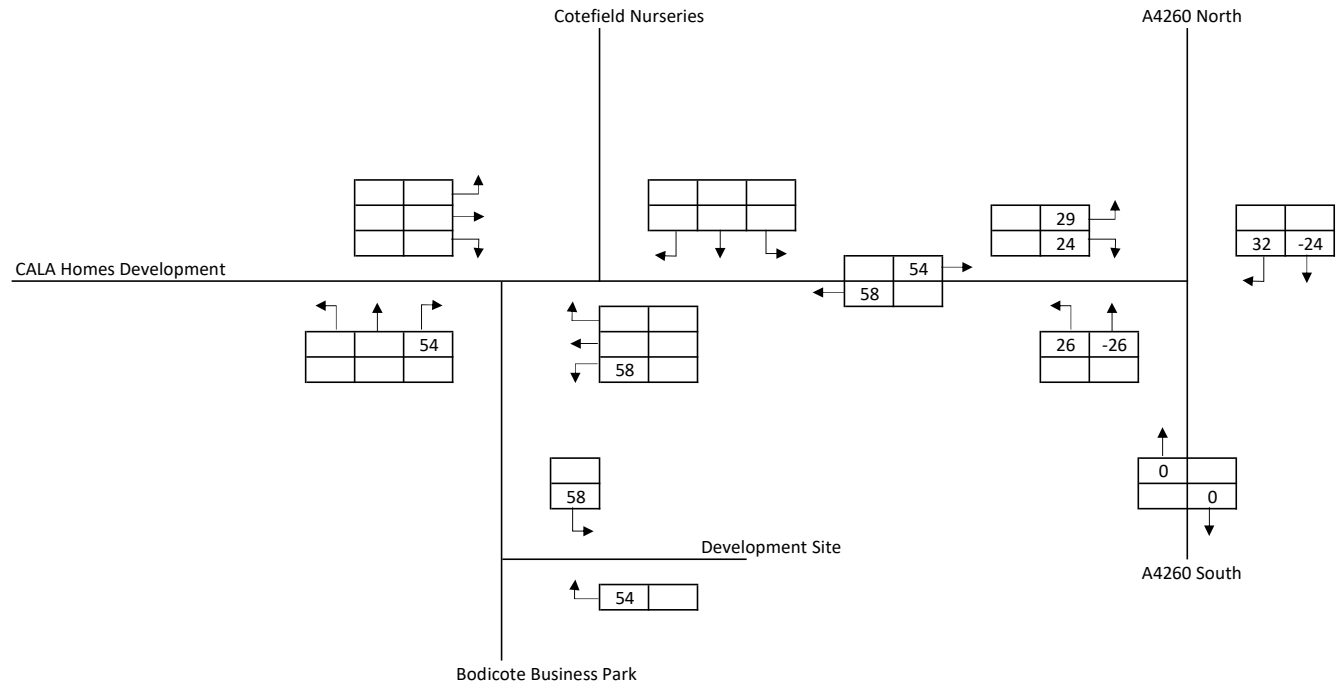 Cotefield Nurseries
A4260 North
29
24
32 -24
CALA Homes Development
54
58
54
26 -26
58
58
0
0
Development Site
A4260 South
54
Bodicote Business Park